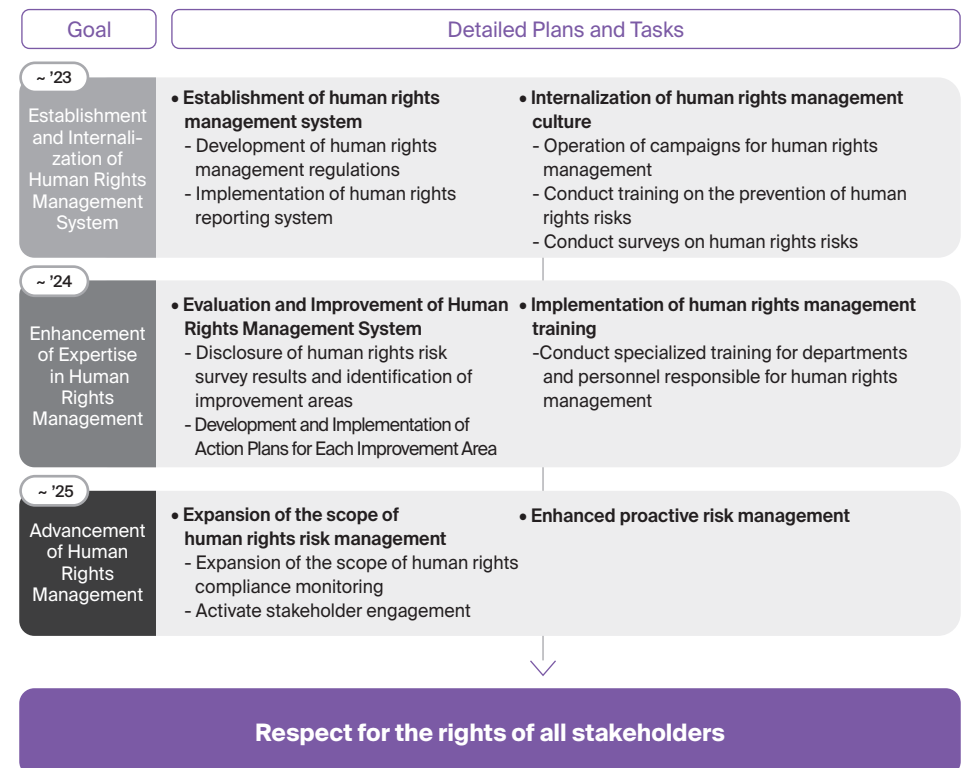 Goal
Detailed Plans and Tasks
~ '23
Establishment
and Internali-
zation of
Human Rights
Management
System
• Establishment of human rights
management system
- Development of human rights
management regulations
- Implementation of human rights
reporting system
• Internalization of human rights management
culture
- Operation of campaigns for human rights
management
- Conduct training on the prevention of human
rights risks
- Conduct surveys on human rights risks
~ '24
Enhancement
of Expertise
in Human
Rights
Management
• Evaluation and Improvement of Human
Rights Management System
- Disclosure of human rights risk
survey results and identification of
improvement areas
- Development and Implementation of
Action Plans for Each Improvement Area
• Implementation of human rights management
training
-Conduct specialized training for departments
and personnel responsible for human rights
management
~ '25
Advancement
of Human
Rights
Management
• Expansion of the scope of
human rights risk management
- Expansion of the scope of human rights
compliance monitoring
- Activate stakeholder engagement
• Enhanced proactive risk management
Respect for the rights of all stakeholders